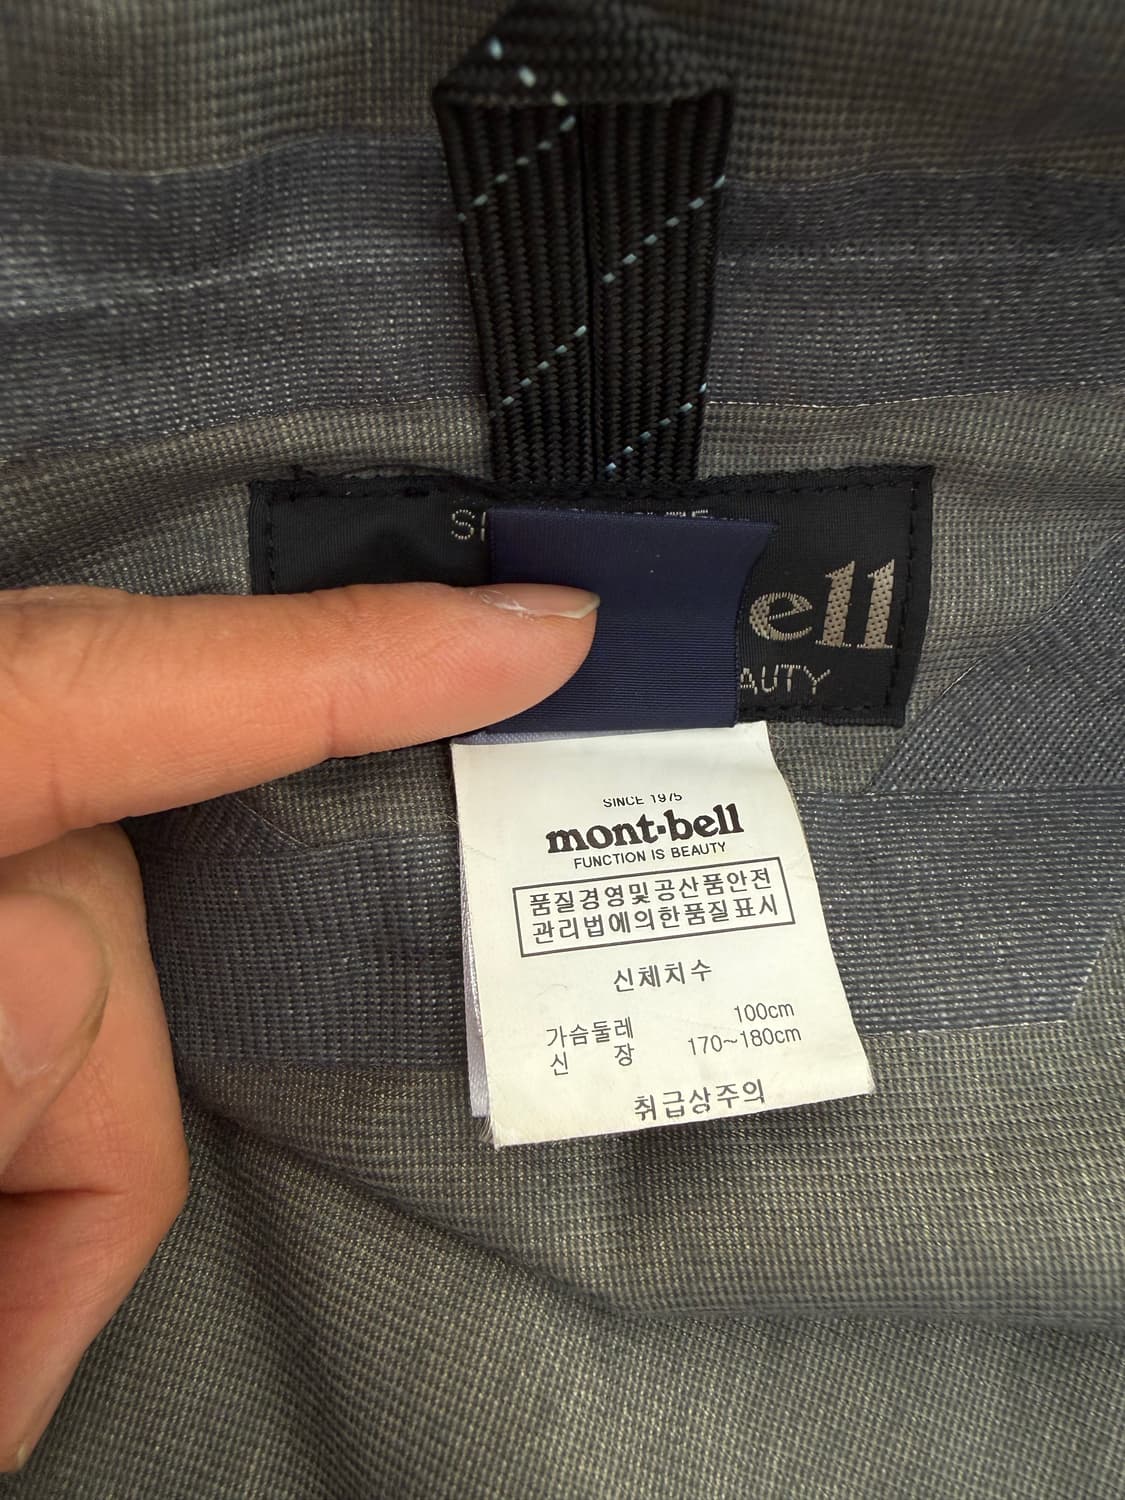 ell
AUTY
SINCE 1975
mont·bell
FUNCTION IS BEAUTY
품질경영및공산품안전
관리법에의한품질표시
신체치수
가슴둘레 100cm
신 장 170~180cm
취급상주의